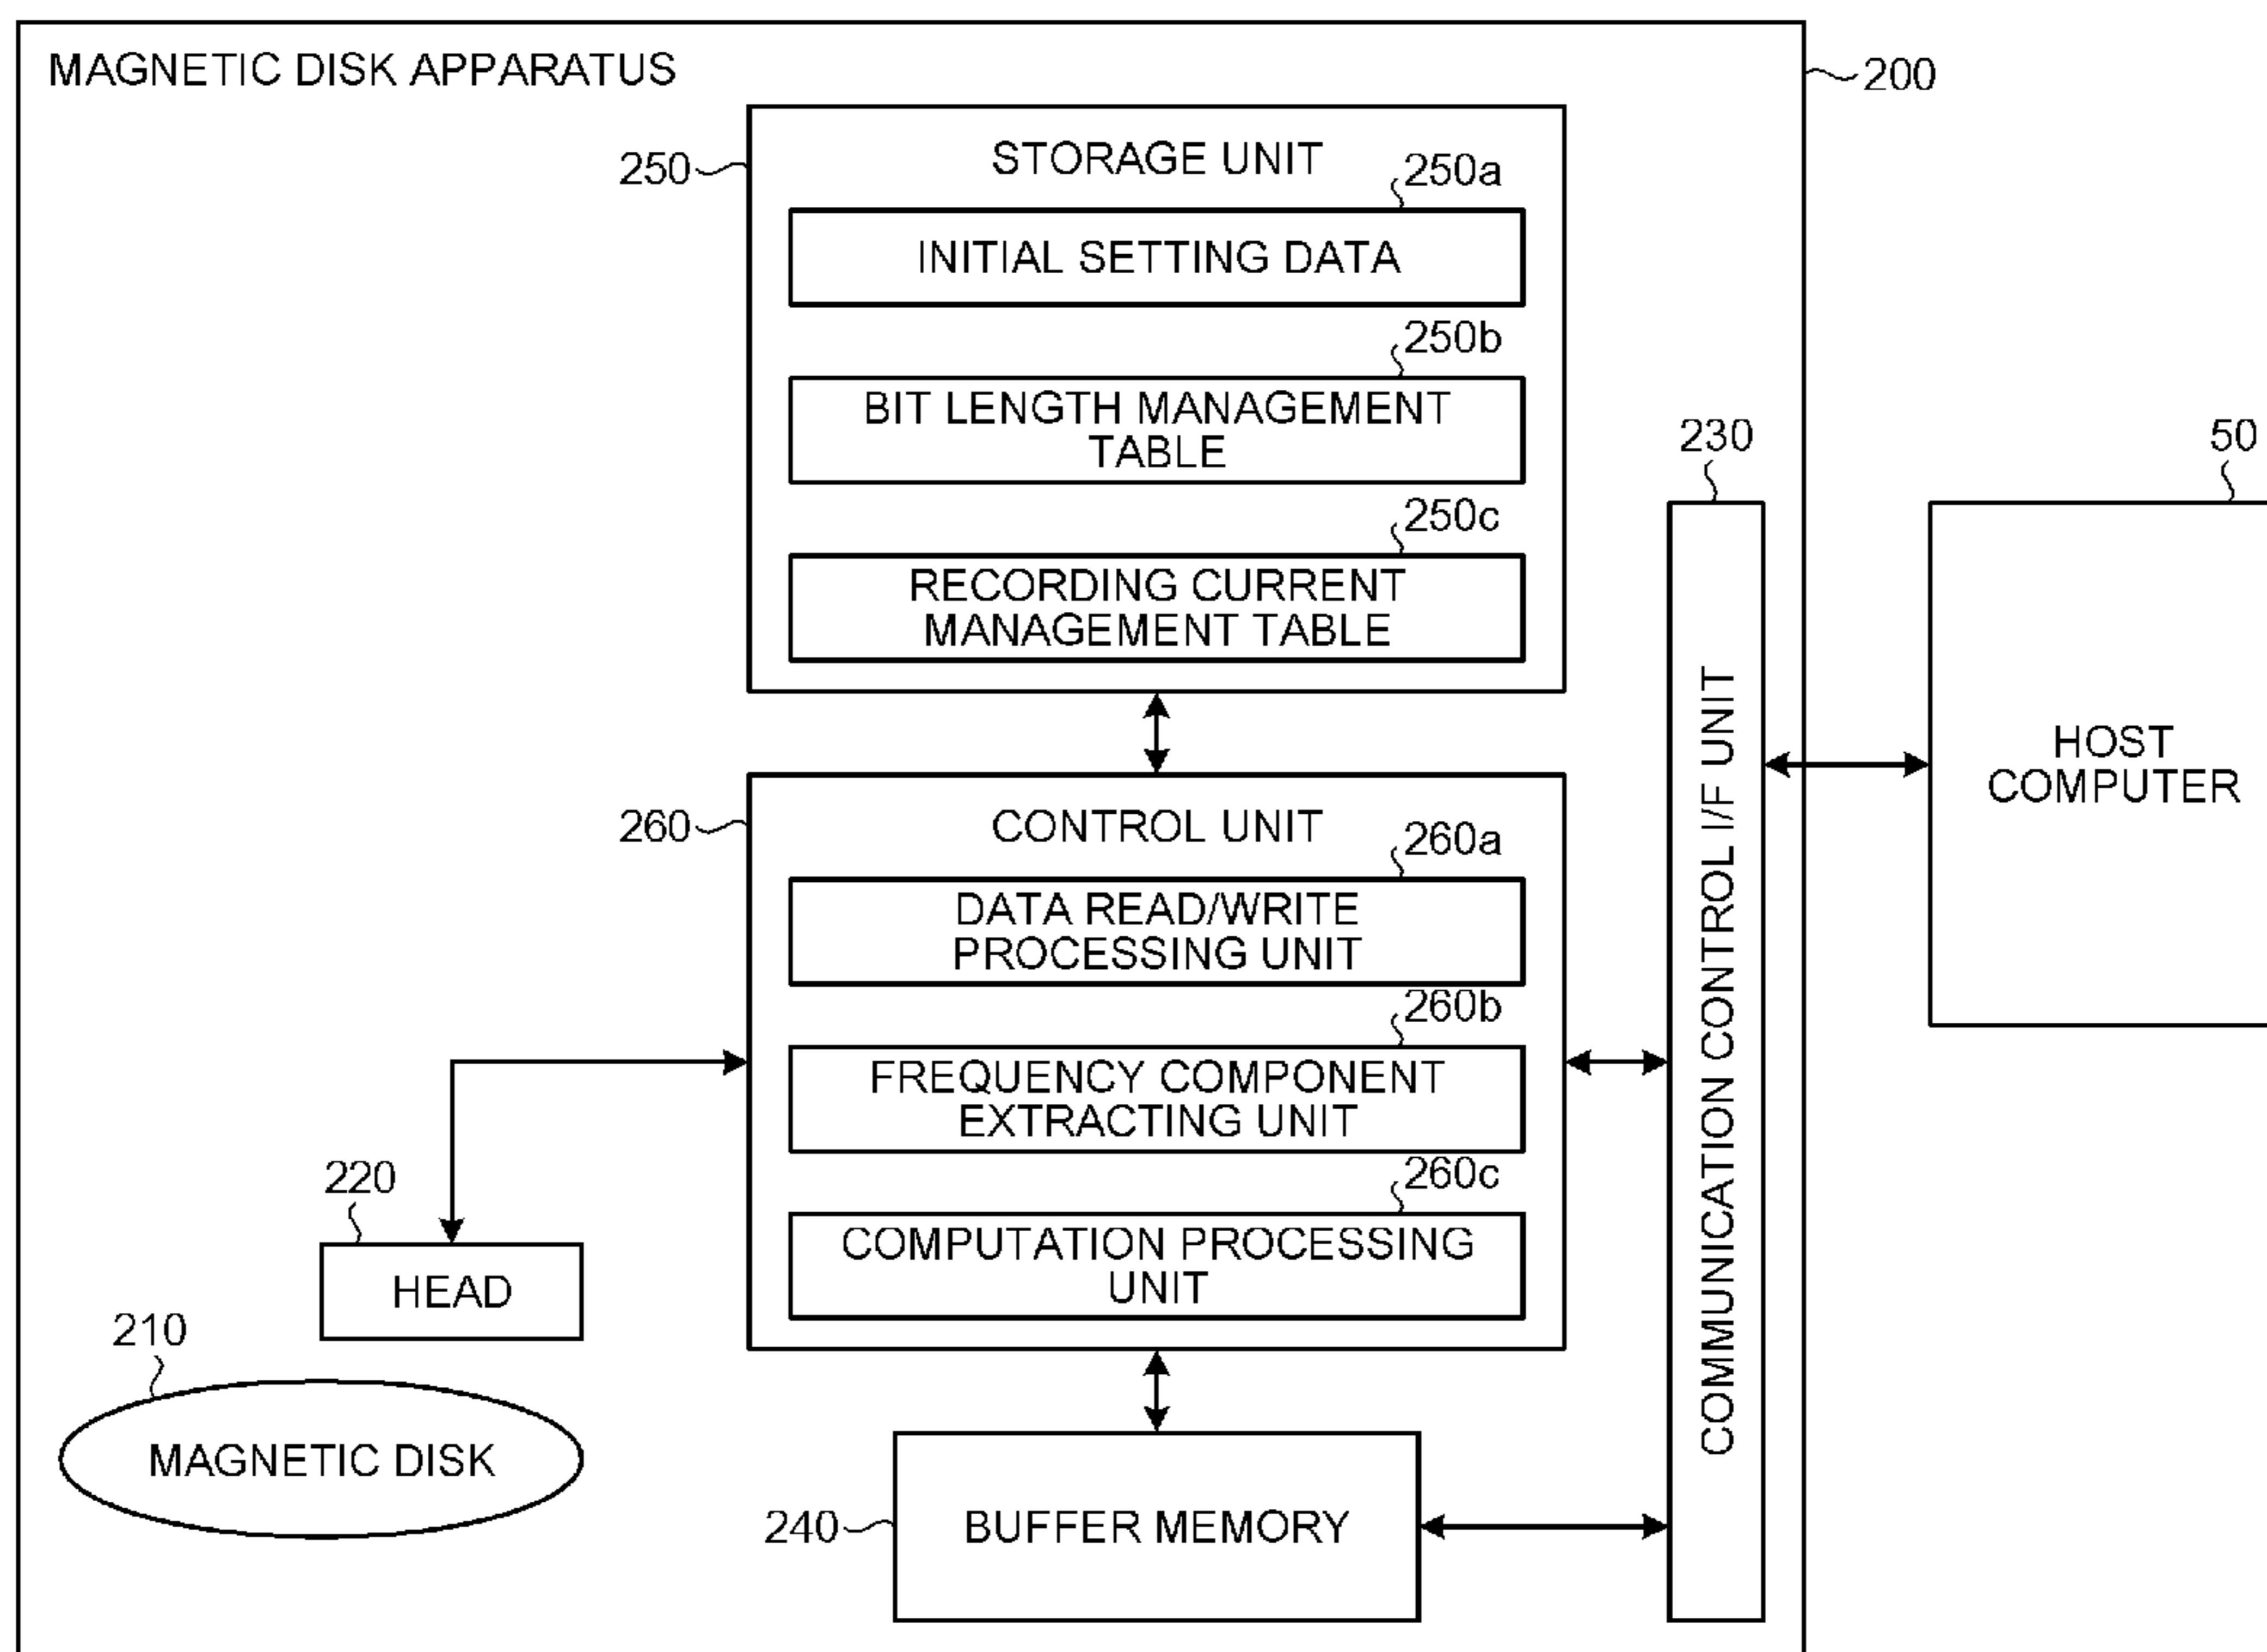 MAGNETIC DISK APPARATUS
200
250
STORAGE UNIT
250a
INITIAL SETTING DATA
250b
BIT LENGTH MANAGEMENT
TABLE
250c
RECORDING CURRENT
MANAGEMENT TABLE
230
50
COMMUNICATION CONTROL I/F UNIT
HOST
COMPUTER
260
CONTROL UNIT
260a
DATA READ/WRITE
PROCESSING UNIT
260b
FREQUENCY COMPONENT
EXTRACTING UNIT
260c
COMPUTATION PROCESSING
UNIT
220
HEAD
210
MAGNETIC DISK
240
BUFFER MEMORY